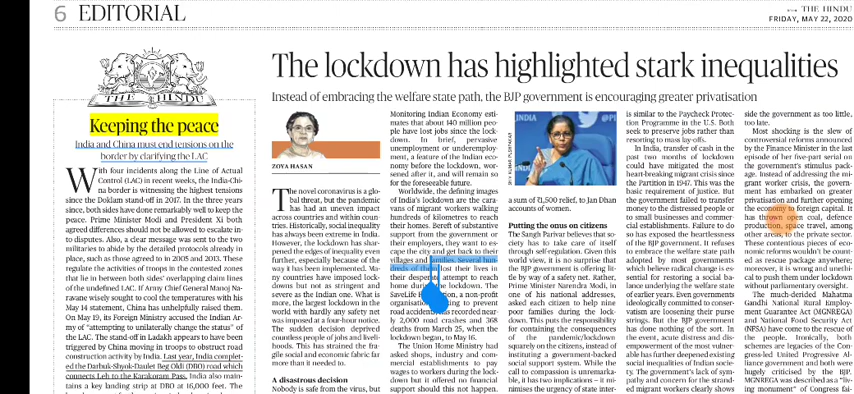 6 EDITORIAL
THE HINDU
FRIDAY, MAY 22, 2020
THE HINDU
Keeping the peace
India and China must end tensions on the
border by clarifying the LAC
With four incidents along the Line of Actual
Control (LAC) in recent weeks, the India-Chi-
na border is witnessing the highest tensions
since the Doklam stand-off in 2017. In the three years
since, both sides have done remarkably well to keep the
peace. Prime Minister Modi and President Xi both
agreed differences should not be allowed to escalate in-
to disputes. Also, a clear message was sent to the two
militaries to abide by the detailed protocols already in
place, such as those agreed to in 2005 and 2013. These
regulate the activities of troops in the contested zones
that lie in between both sides' overlapping claim lines
of the undefined LAC. If Army Chief General Manoj Na-
ravane wisely sought to cool the temperatures with his
May 14 statement, China has unhelpfully raised them.
On May 19, its Foreign Ministry accused the Indian Ar-
my of "attempting to unilaterally change the status" of
the LAC. The stand-off in Ladakh appears to have been
triggered by China moving in troops to obstruct road
construction activity by India. Last year, India complet-
ed the Darbuk-Shyok-Daulet Beg Oldi (DBO) road which
connects Leh to the Karakoram Pass. India also main-
tains a key landing strip at DBO at 16,000 feet. The
The lockdown has highlighted stark inequalities
Instead of embracing the welfare state path, the BJP government is encouraging greater privatisation
ZOYA HASAN
The novel coronavirus is a glo-
bal threat, but the pandemic
has had an uneven impact
across countries and within coun-
tries. Historically, social inequality
has always been extreme in India.
However, the lockdown has shar-
pened the edges of inequality even
further, especially because of the
way it has been implemented. Ma-
ny countries have imposed lock-
downs but not as stringent and
severe as the Indian one. What is
more, the largest lockdown in the
world with hardly any safety net
was imposed at a four-hour notice.
The sudden decision deprived
countless people of jobs and liveli-
hoods. This has strained the fra-
gile social and economic fabric far
more than it needed to.
A disastrous decision
Nobody is safe from the virus, but
Monitoring Indian Economy esti-
mates that about 140 million peo-
ple have lost jobs since the lock-
down. In brief, pervasive
unemployment or underemploy-
ment, a feature of the Indian eco-
nomy before the lockdown, wor-
sened after it, and will remain so
for the foreseeable future.
Worldwide, the defining images
of India's lockdown are the cara-
vans of migrant workers walking
hundreds of kilometres to reach
their homes. Bereft of substantive
support from the government or
their employers, they want to es-
cape the city and get back to their
villages and families. Several hun-
dreds of them lost their lives in
their desperate attempt to reach
home during the lockdown. The
SaveLife
a non-profit
to prevent
road accidents, has recorded near-
ly 2,000 road crashes and 368
deaths from March 25, when the
lockdown began, to May 16.
The Union Home Ministry had
asked shops, industry and com-
mercial establishments to pay
wages to workers during the lock-
down but it offered no financial
support should this not happen.
a sum of ₹1,500 relief, to Jan Dhan
accounts of women.
Putting the onus on citizens
The Sangh Parivar believes that so-
ciety has to take care of itself
through self-regulation. Given this
world view, it is no surprise that
the BJP government is offering lit-
tle by way of a safety net. Rather,
Prime Minister Narendra Modi, in
one of his national addresses,
asked each citizen to help nine
poor families during the lock-
down. This puts the responsibility
for containing the consequences
of the pandemic/lockdown
squarely on the citizens, instead of
instituting a government-backed
social support system. While the
call to compassion is unremarka-
ble, it has two implications – it mi-
nimises the urgency of state inter-
is similar to the Paycheck Protec-
tion Programme in the U.S. Both
seek to preserve jobs rather than
resorting to mass lay-offs.
In India, transfer of cash in the
past two months of lockdown
could have mitigated the most
heart-breaking migrant crisis since
the Partition in 1947. This was the
basic requirement of justice. But
the government failed to transfer
money to the distressed people or
to small businesses and commer-
cial establishments. Failure to do
so has exposed the heartlessness
of the BJP government. It refuses
to embrace the welfare state path
adopted by most governments
which believe radical change is es-
sential for restoring a social ba-
lance underlying the welfare state
of earlier years. Even governments
ideologically committed to conser-
vatism are loosening their purse
strings. But the BJP government
has done nothing of the sort. In
the event, acute distress and dis-
empowerment of the most vulner-
able has further deepened existing
social inequalities of Indian socie-
ty. The government's lack of sym-
pathy and concern for the strand-
ed migrant workers clearly shows
side the government as too little,
too late.
Most shocking is the slew of
controversial reforms announced
by the Finance Minister in the last
episode of her five-part serial on
the government's stimulus pack-
age. Instead of addressing the mi-
grant worker crisis, the govern-
ment has embarked on greater
privatisation and further opening
the economy to foreign capital. It
has thrown open coal, defence
production, space travel, among
other areas, to the private sector.
These contentious pieces of eco-
nomic reforms wouldn't be count-
ed as rescue package anywhere;
moreover, it is wrong and unethi-
cal to push them under lockdown
without parliamentary oversight.
The much-derided Mahatma
Gandhi National Rural Employ-
ment Guarantee Act (MGNREGA)
and National Food Security Act
(NFSA) have come to the rescue of
the people. Ironically, both
schemes are legacies of the Con-
gress-led United Progressive Al-
liance government and both were
hugely criticised by the BJP.
MGNREGA was described as a "liv-
ing monument" of Congress fai-